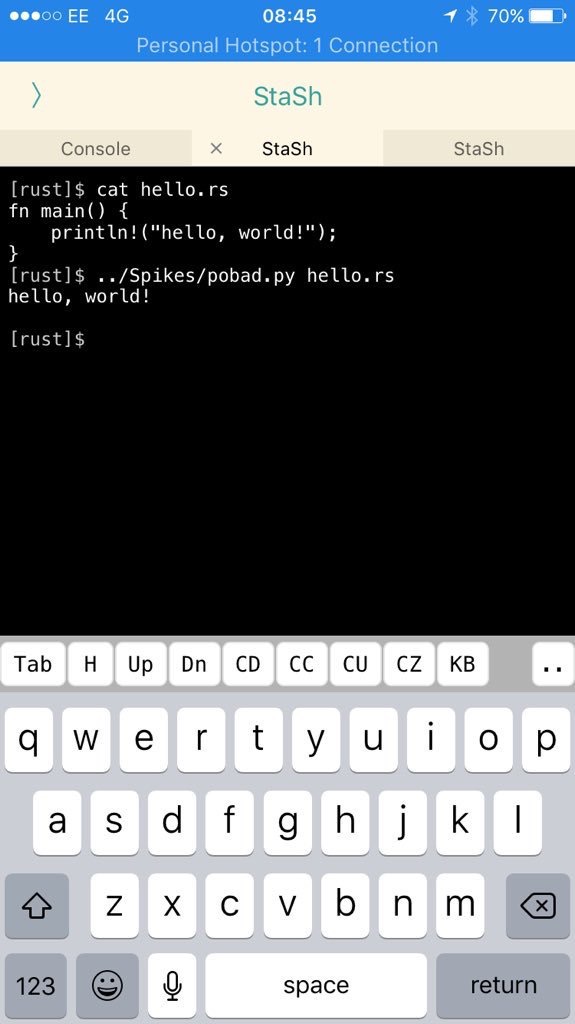 EE 4G 08:45 70%
Personal Hotspot: 1 Connection
〉 StaSh
Console × StaSh StaSh
[rust]$ cat hello.rs
fn main() {
    println!("hello, world!");
}
[rust]$ ../Spikes/pobad.py hello.rs
hello, world!
[rust]$
Tab H Up Dn CD CC CU CZ KB ..
q w e r t y u i o p
a s d f g h j k l
z x c v b n m
123 space return